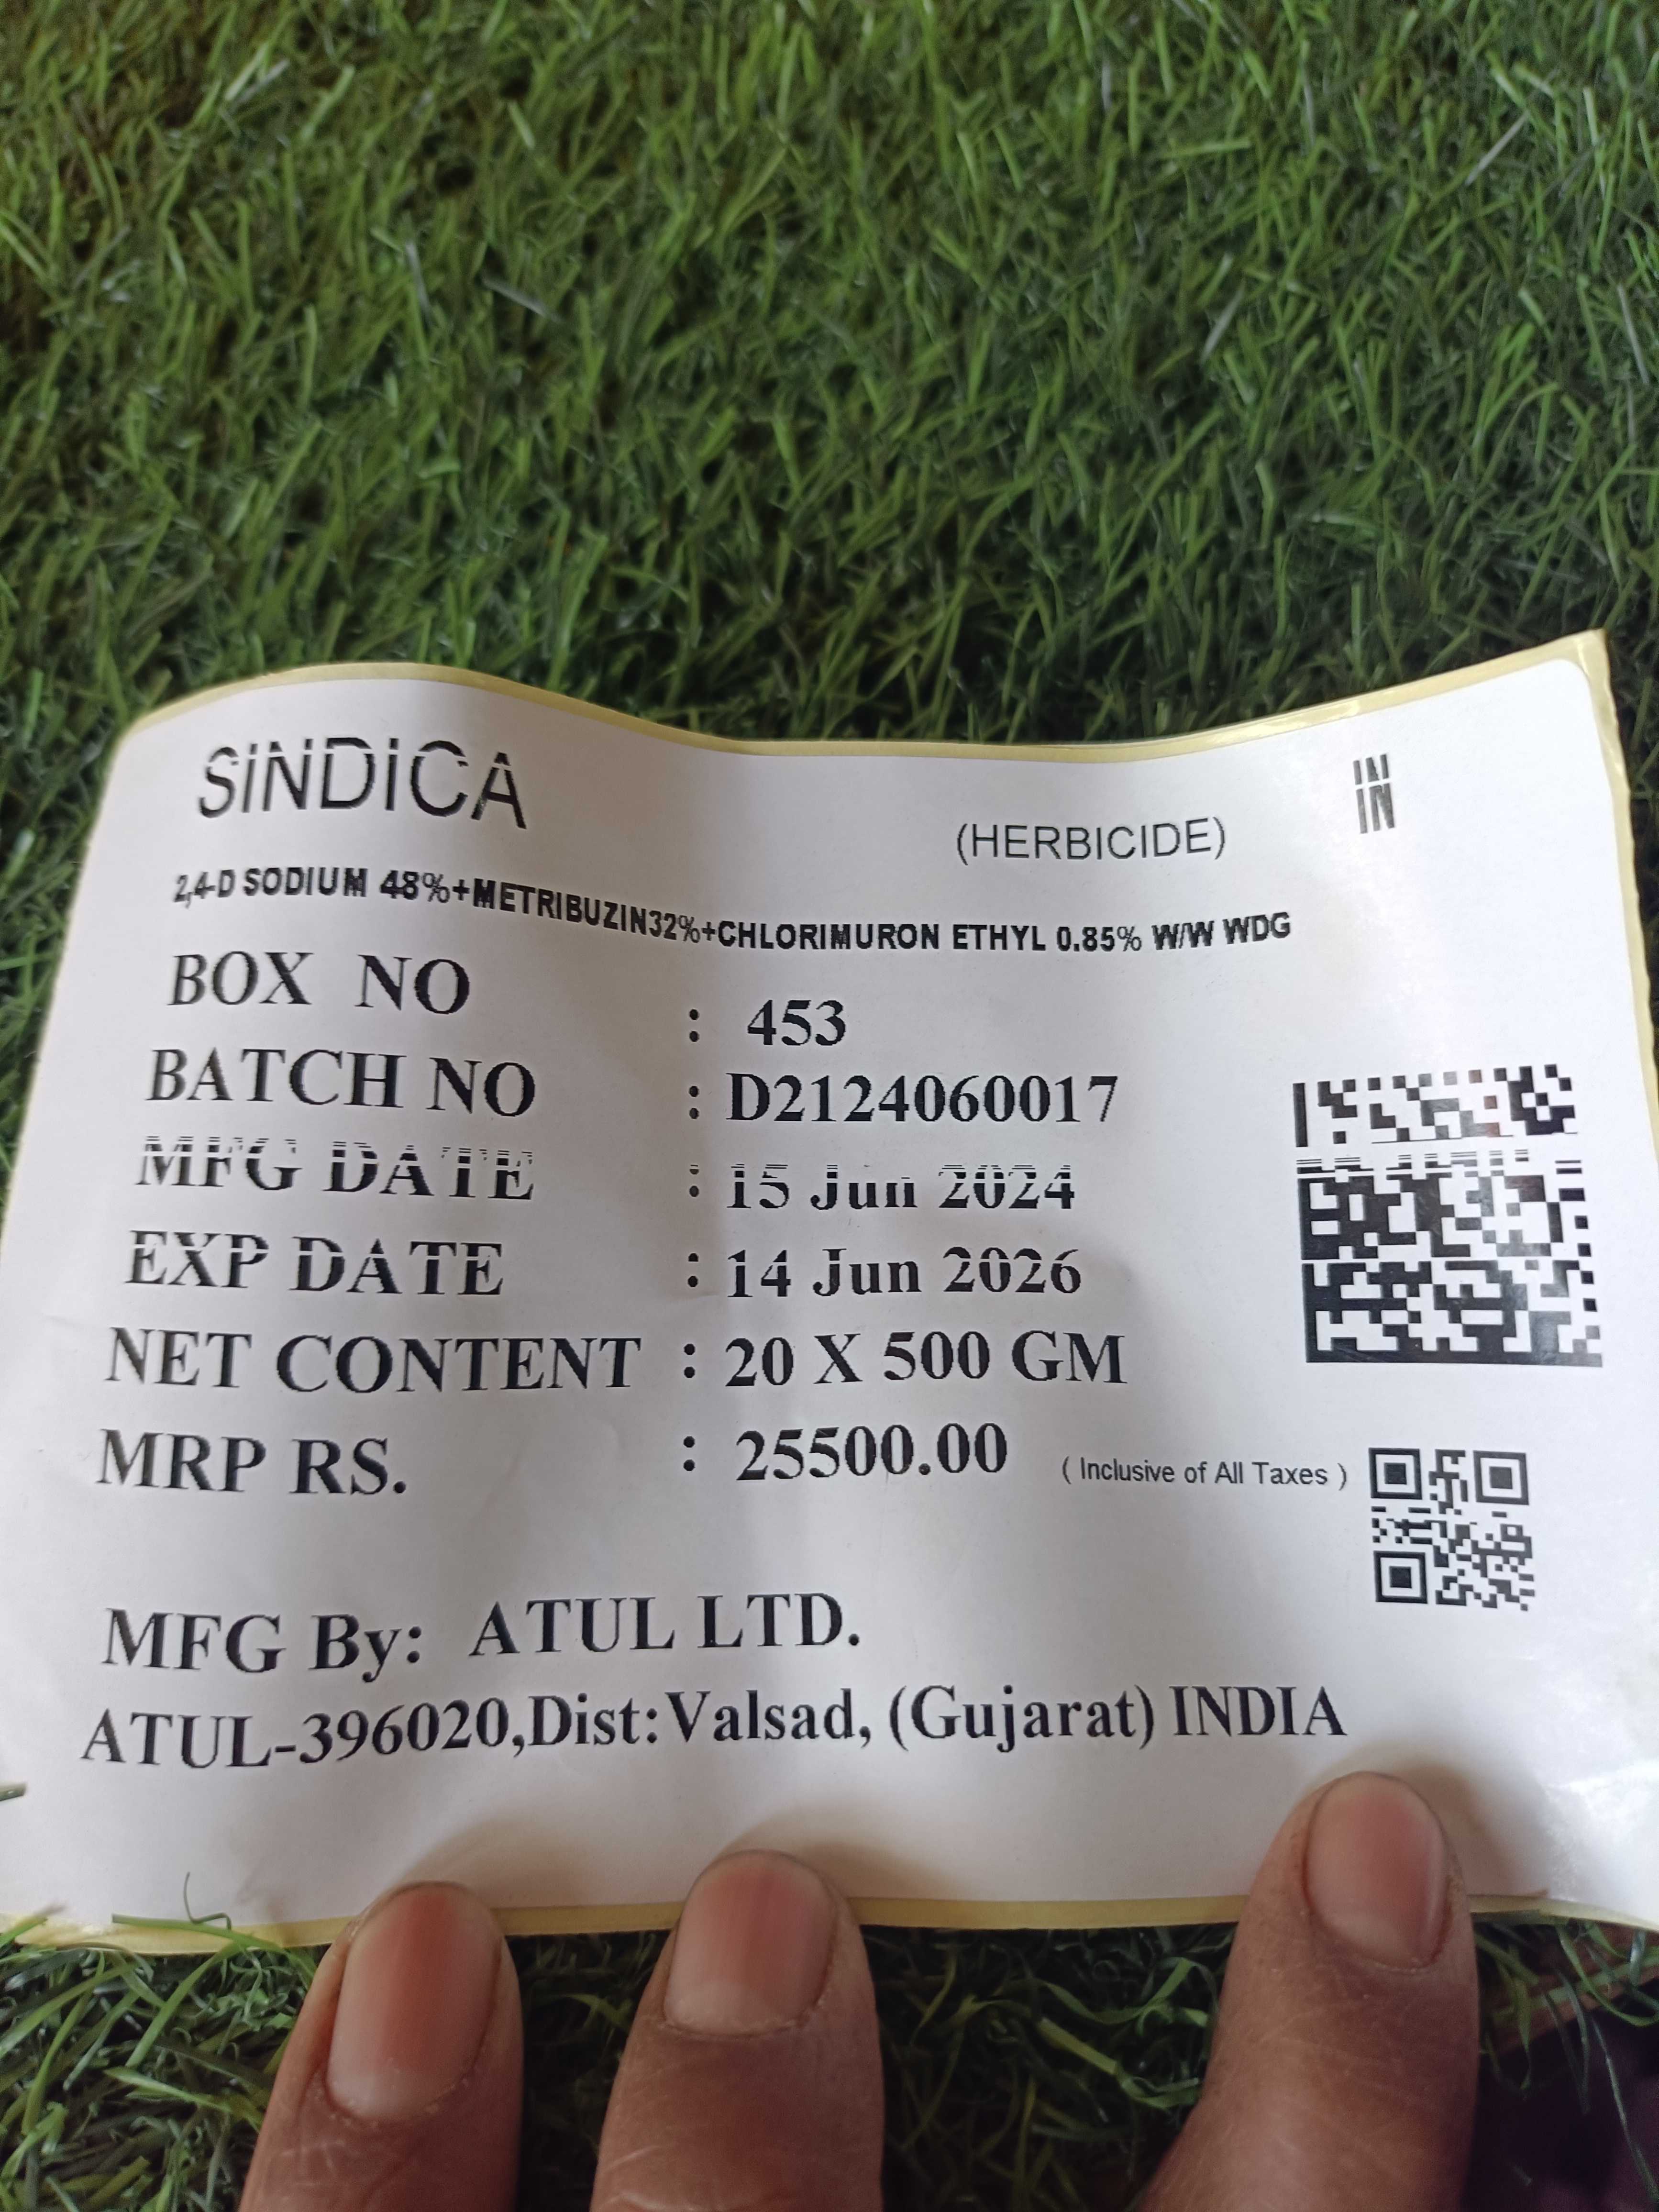 SiNDiCA
(HERBICIDE)
IN
IN
2,4-D SODIUM 48%+METRIBUZIN32%+CHLORIMURON ETHYL 0.85% W/W WDG
BOX NO : 453
BATCH NO : D2124060017
MFG DATE : 15 Jun 2024
EXP DATE : 14 Jun 2026
NET CONTENT : 20 X 500 GM
MRP RS. : 25500.00 ( Inclusive of All Taxes )
MFG By: ATUL LTD.
ATUL-396020,Dist:Valsad, (Gujarat) INDIA